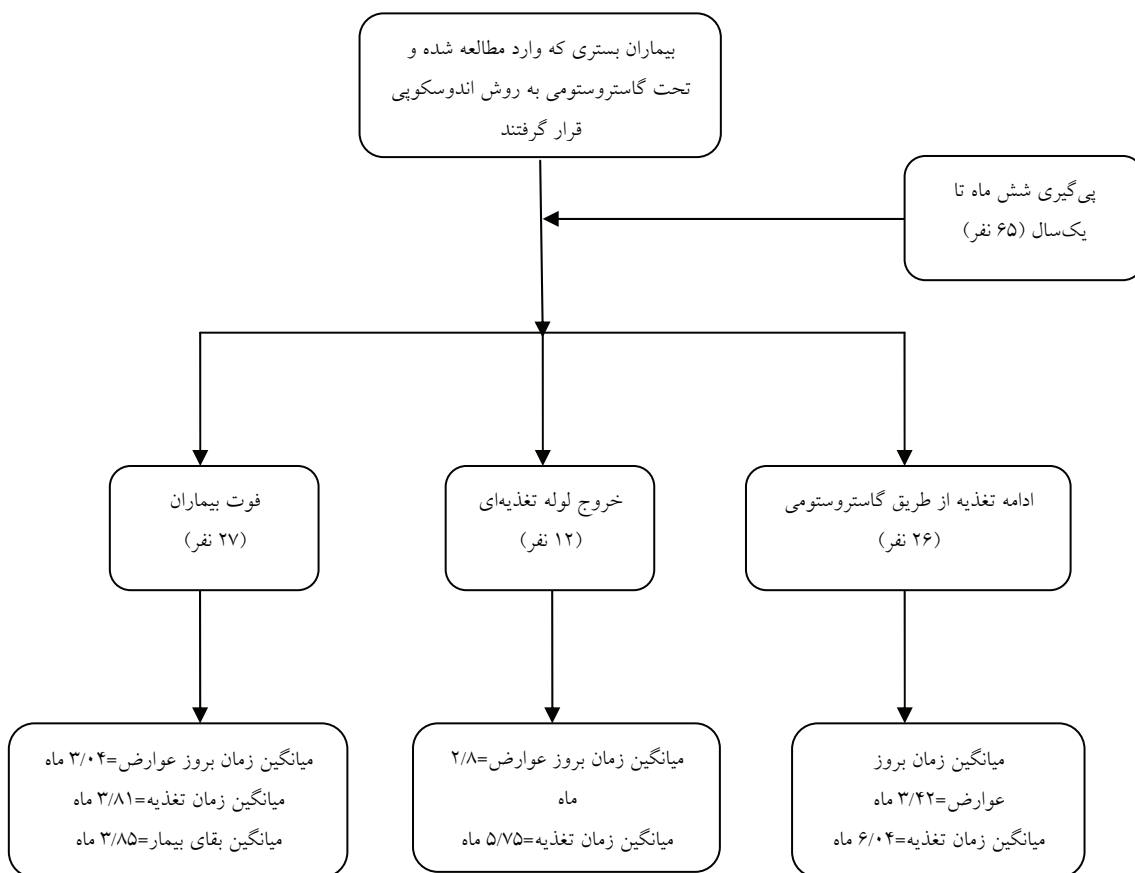 بیماران بستری که وارد مطالعه شده و
تحت گاستروستومی به روش اندوسکوپی
قرار گرفتند
پی‌گیری شش ماه تا
یک‌سال (۶۵ نفر)
ادامه تغذیه از طریق گاستروستومی
(۲۶ نفر)
خروج لوله تغذیه‌ای
(۱۲ نفر)
فوت بیماران
(۲۷ نفر)
میانگین زمان بروز
عوارض=۳/۴۲ ماه
میانگین زمان تغذیه=۶/۰۴ ماه
میانگین زمان بروز عوارض=۲/۸
ماه
میانگین زمان تغذیه=۵/۷۵ ماه
میانگین زمان بروز عوارض=۳/۰۴ ماه
میانگین زمان تغذیه=۳/۸۱ ماه
میانگین بقای بیمار=۳/۸۵ ماه